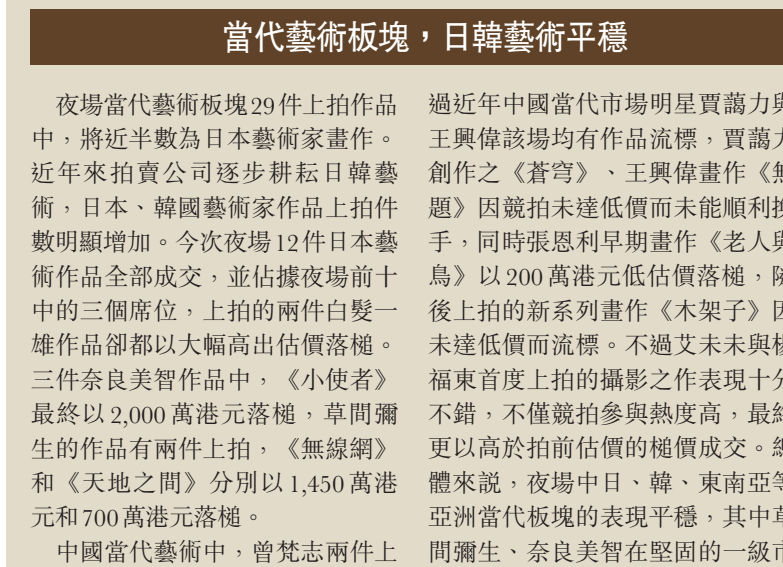 當代藝術板塊，日韓藝術平穩
夜場當代藝術板塊29件上拍作品
中，將近半數為日本藝術家畫作。
近年來拍賣公司逐步耕耘日韓藝
術，日本、韓國藝術家作品上拍件
數明顯增加。今次夜場12件日本藝
術作品全部成交，並佔據夜場前十
中的三個席位，上拍的兩件白髮一
雄作品卻都以大幅高出估價落槌。
三件奈良美智作品中，《小使者》
最終以2,000萬港元落槌，草間彌
生的作品有兩件上拍，《無線網》
和《天地之間》分別以1,450萬港
元和700萬港元落槌。
中國當代藝術中，曾梵志兩件上
過近年中國當代市場明星賈藹力與
王興偉該場均有作品流標，賈藹力
創作之《蒼穹》、王興偉畫作《無
題》因競拍未達低價而未能順利換
手，同時張恩利早期畫作《老人與
鳥》以200萬港元低估價落槌，隨
後上拍的新系列畫作《木架子》因
未達低價而流標。不過艾未未與楊
福東首度上拍的攝影之作表現十分
不錯，不僅競拍參與熱度高，最終
更以高於拍前估價的槌價成交。總
體來説，夜場中日、韓、東南亞等
亞洲當代板塊的表現平穩，其中草
間彌生、奈良美智在堅固的一級市